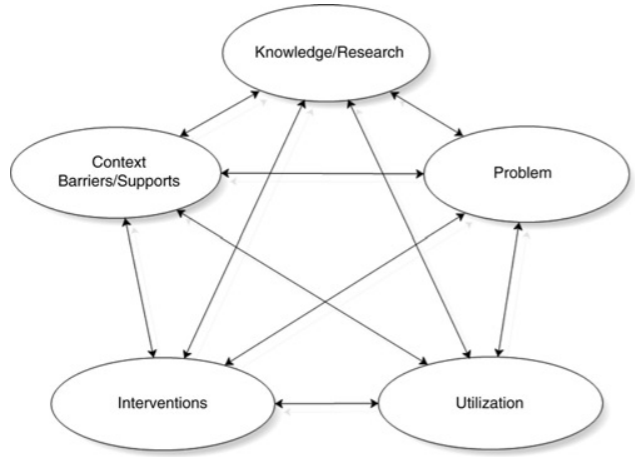 Knowledge/Research
Context
Barriers/Supports
Problem
Interventions
Utilization